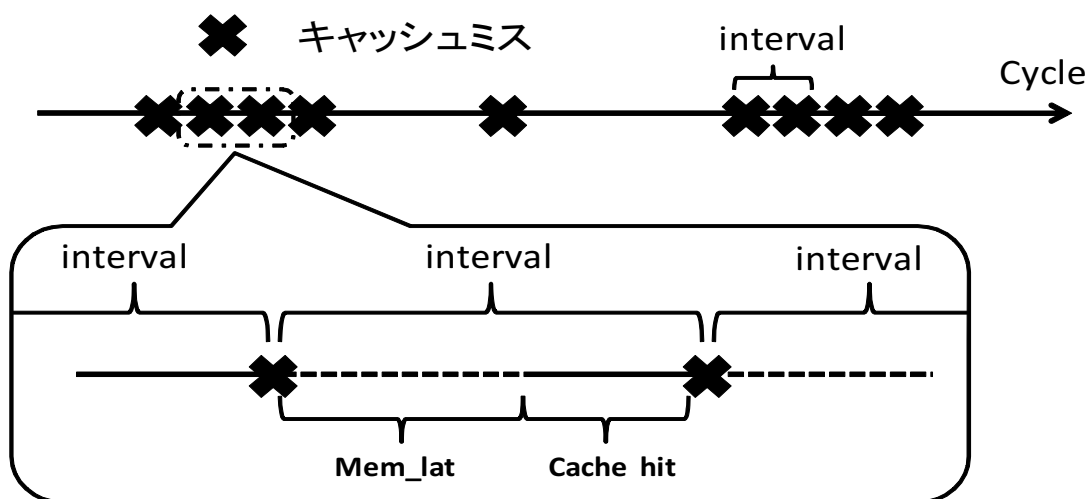 キャッシュミス
interval
Cycle
interval
interval
interval
Mem_lat
Cache hit